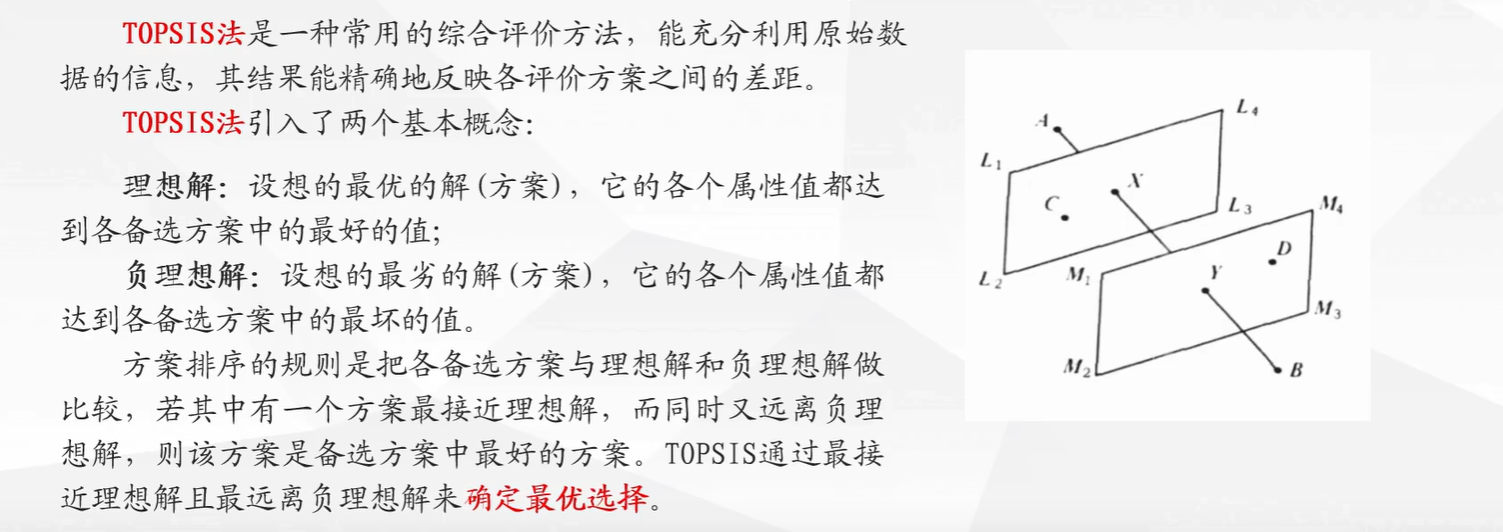 TOPSIS法是一种常用的综合评价方法，能充分利用原始数
据的信息，其结果能精确地反映各评价方案之间的差距。
TOPSIS法引入了两个基本概念：
理想解：设想的最优的解(方案)，它的各个属性值都达
到各备选方案中的最好的值；
负理想解：设想的最劣的解(方案)，它的各个属性值都
达到各备选方案中的最坏的值。
方案排序的规则是把各备选方案与理想解和负理想解做
比较，若其中有一个方案最接近理想解，而同时又远离负理
想解，则该方案是备选方案中最好的方案。TOPSIS通过最接
近理想解且最远离负理想解来确定最优选择。
A
L4
L1
X
C
L3
M4
D
L2
M1
Y
M3
M2
B